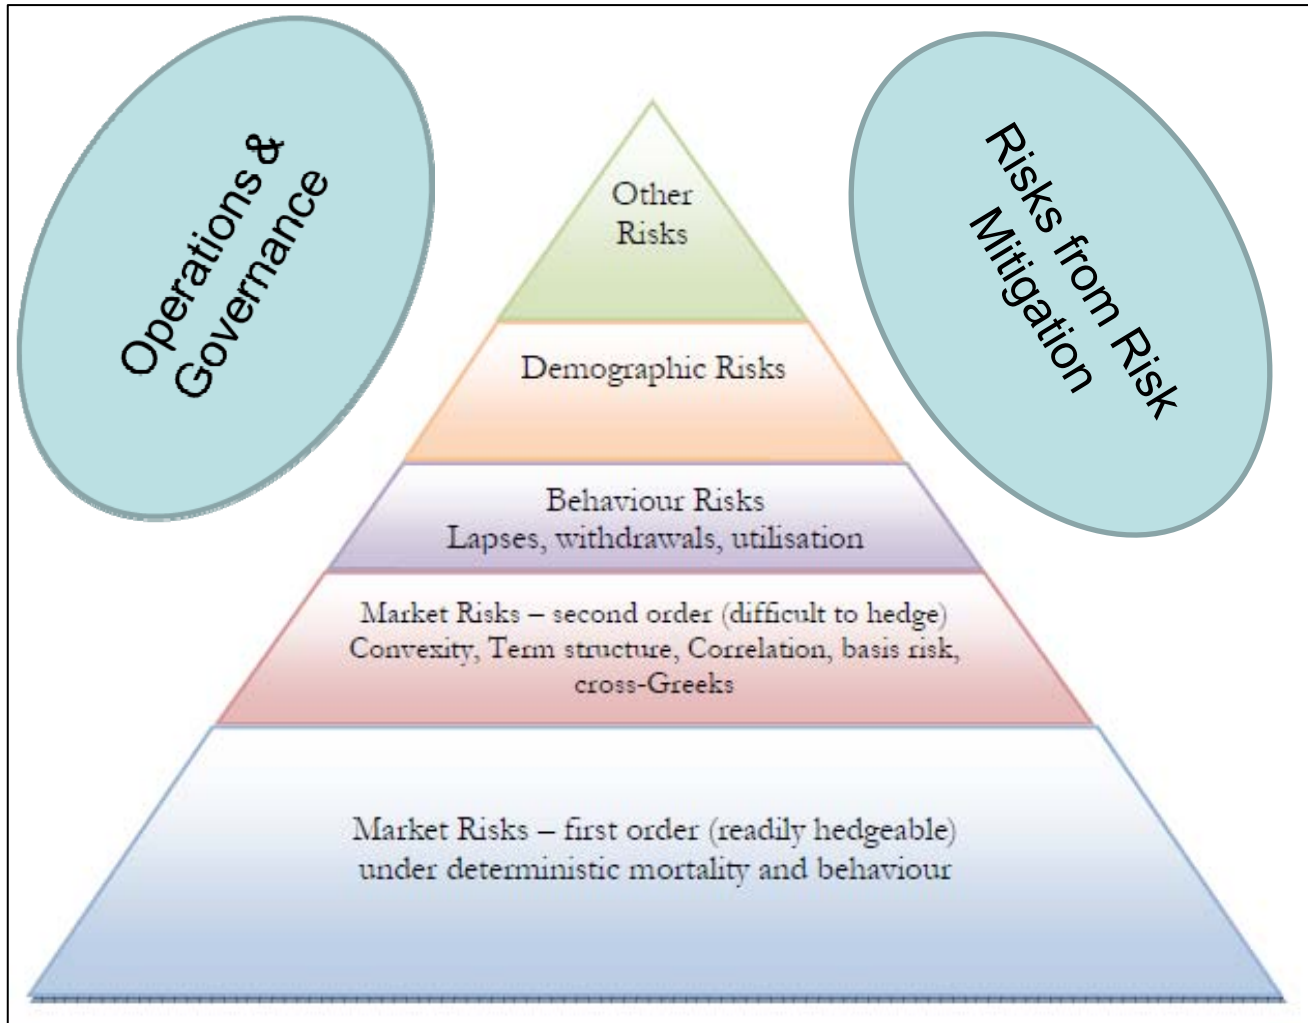 Operations &
Governance
Risks from Risk
Mitigation
Other
Risks
Demographic Risks
Behaviour Risks
Lapses, withdrawals, utilisation
Market Risks – second order (difficult to hedge)
Convexity, Term structure, Correlation, basis risk,
cross-Greeks
Market Risks – first order (readily hedgeable)
under deterministic mortality and behaviour